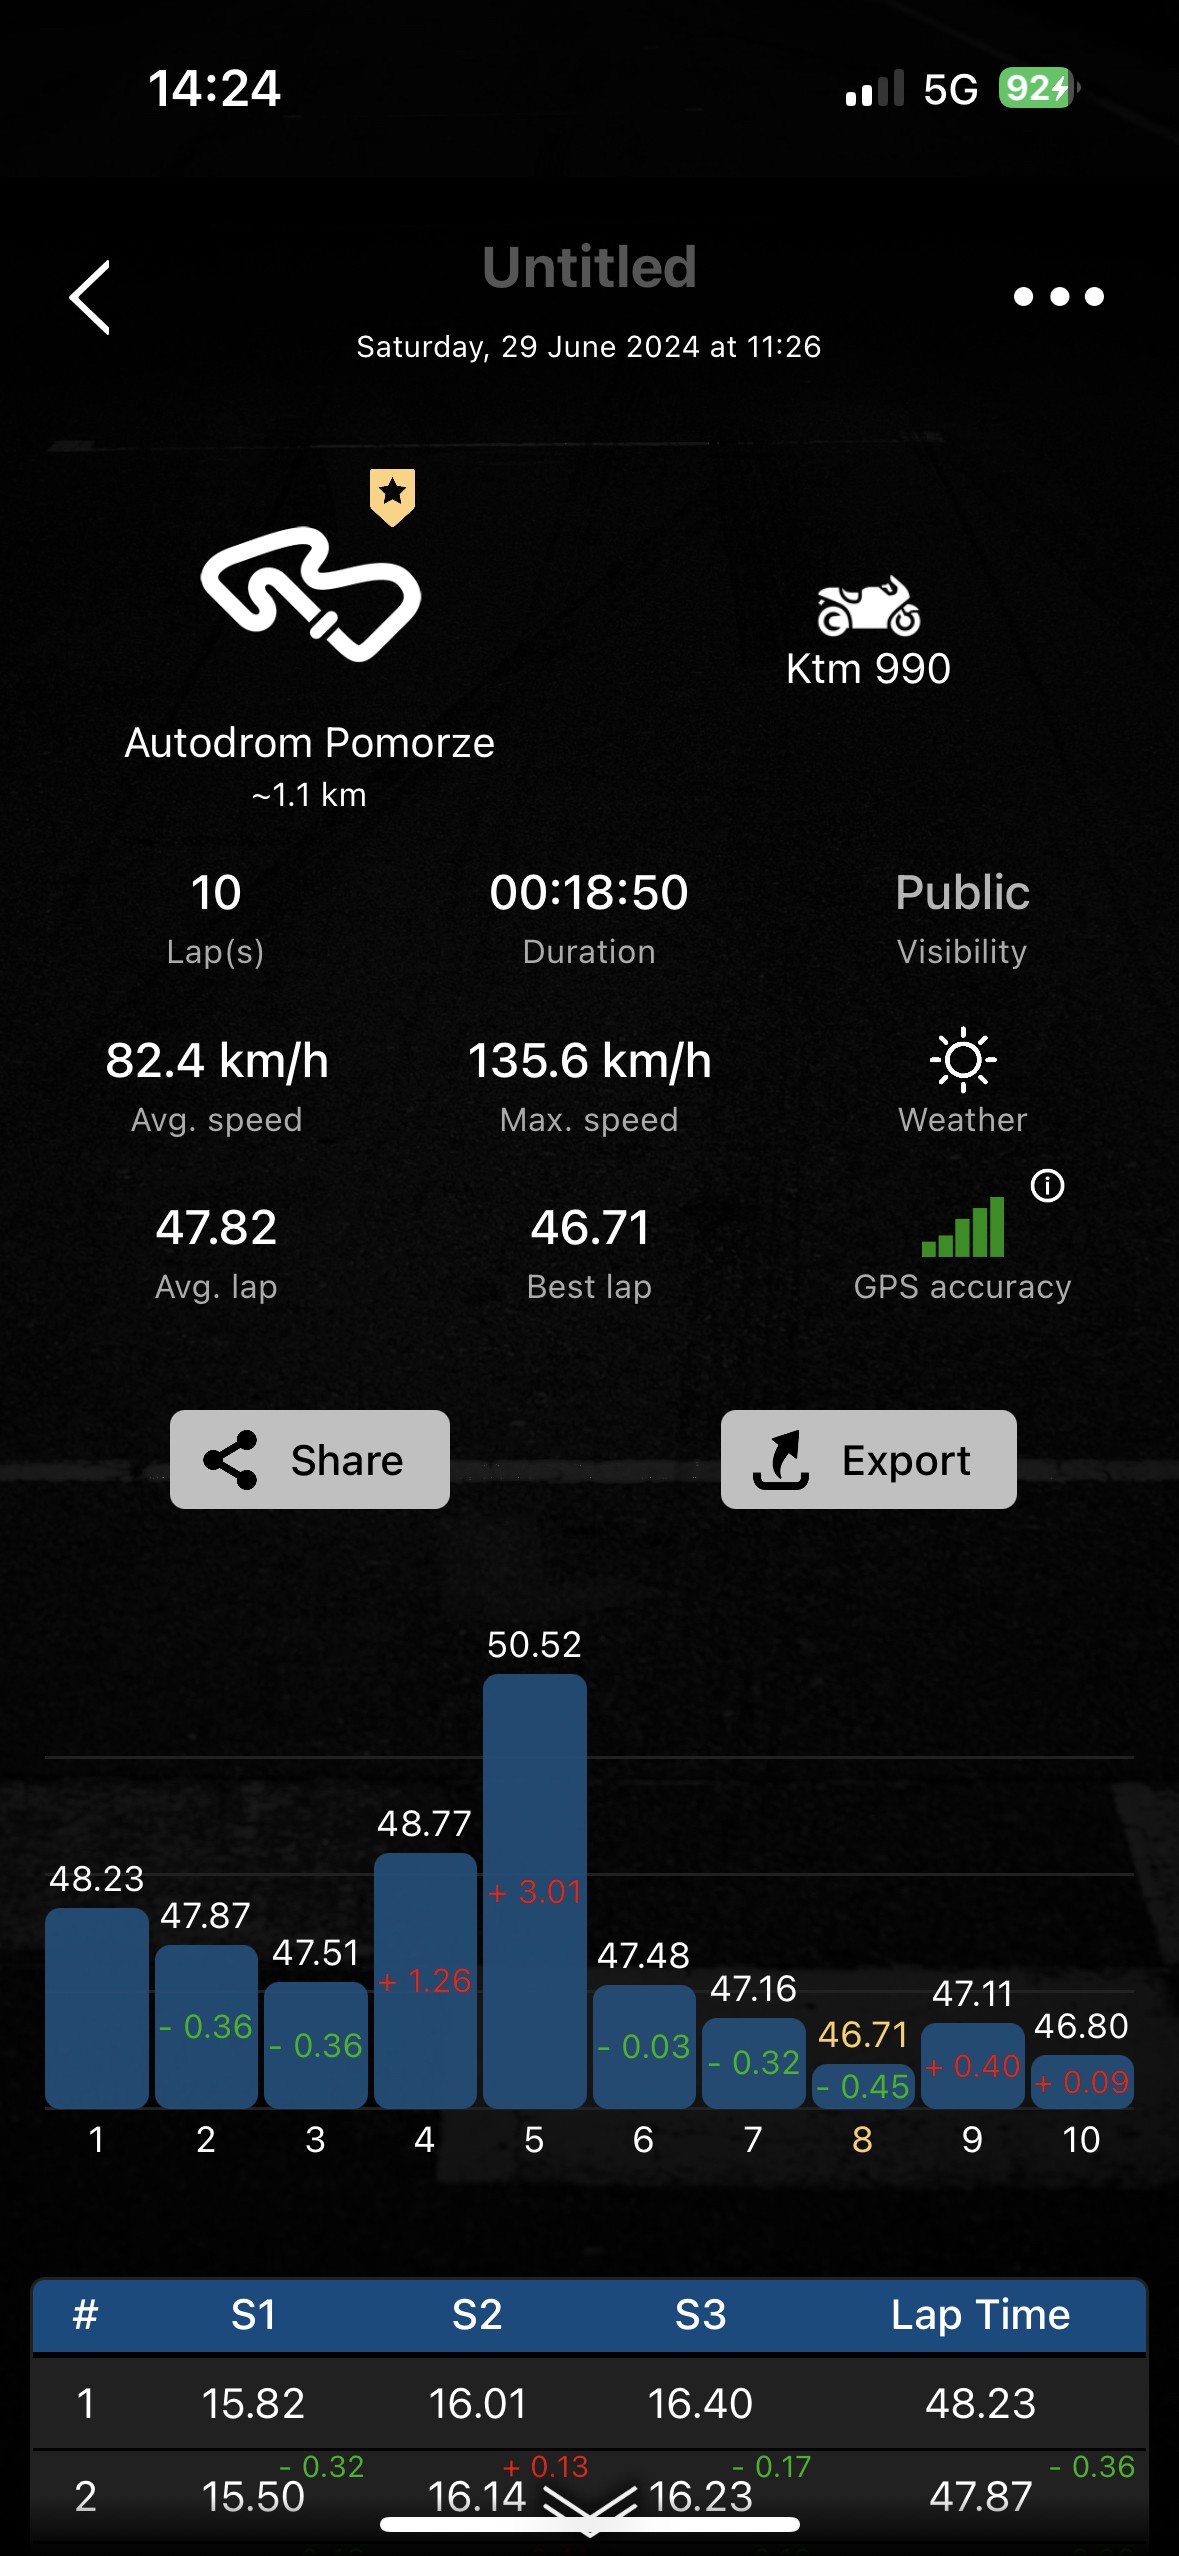 14:24 5G 92
Untitled
Saturday, 29 June 2024 at 11:26
Ktm 990
Autodrom Pomorze
~1.1 km
10 00:18:50 Public
Lap(s) Duration Visibility
82.4 km/h 135.6 km/h
Avg. speed Max. speed Weather
47.82 46.71
Avg. lap Best lap GPS accuracy
Share Export
50.52
48.77
48.23
+ 3.01
47.87
47.51 47.48
+ 1.26
47.16 47.11
- 0.36 46.71 46.80
- 0.36 - 0.03
- 0.32 - 0.45 + 0.40 + 0.09
1 2 3 4 5 6 7 8 9 10
# S1 S2 S3 Lap Time
1 15.82 16.01 16.40 48.23
- 0.32 + 0.13 - 0.17 - 0.36
2 15.50 16.14 16.23 47.87